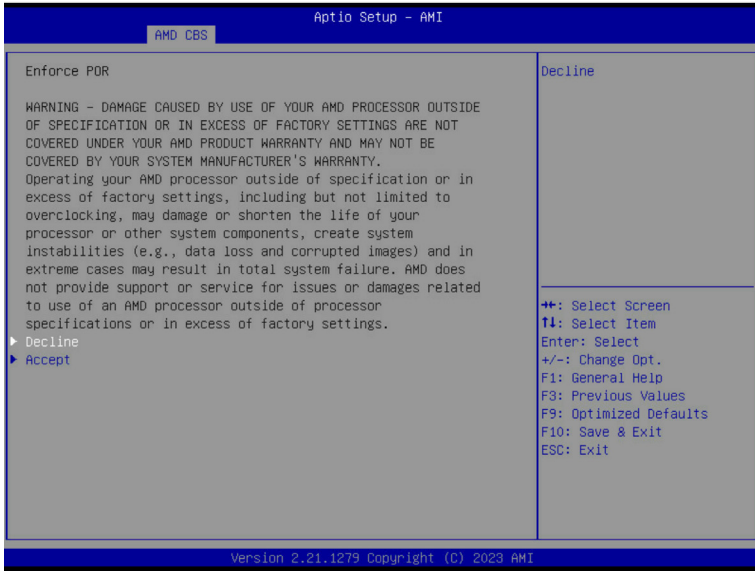 Aptio Setup - AMI
AMD CBS
Enforce POR
WARNING - DAMAGE CAUSED BY USE OF YOUR AMD PROCESSOR OUTSIDE
OF SPECIFICATION OR IN EXCESS OF FACTORY SETTINGS ARE NOT
COVERED UNDER YOUR AMD PRODUCT WARRANTY AND MAY NOT BE
COVERED BY YOUR SYSTEM MANUFACTURER'S WARRANTY.
Operating your AMD processor outside of specification or in
excess of factory settings, including but not limited to
overclocking, may damage or shorten the life of your
processor or other system components, create system
instabilities (e.g., data loss and corrupted images) and in
extreme cases may result in total system failure. AMD does
not provide support or service for issues or damages related
to use of an AMD processor outside of processor
specifications or in excess of factory settings.
▶ Decline
▶ Accept
Decline
→←: Select Screen
↑↓: Select Item
Enter: Select
+/-: Change Opt.
F1: General Help
F3: Previous Values
F9: Optimized Defaults
F10: Save & Exit
ESC: Exit
Version 2.21.1279 Copyright (C) 2023 AMI